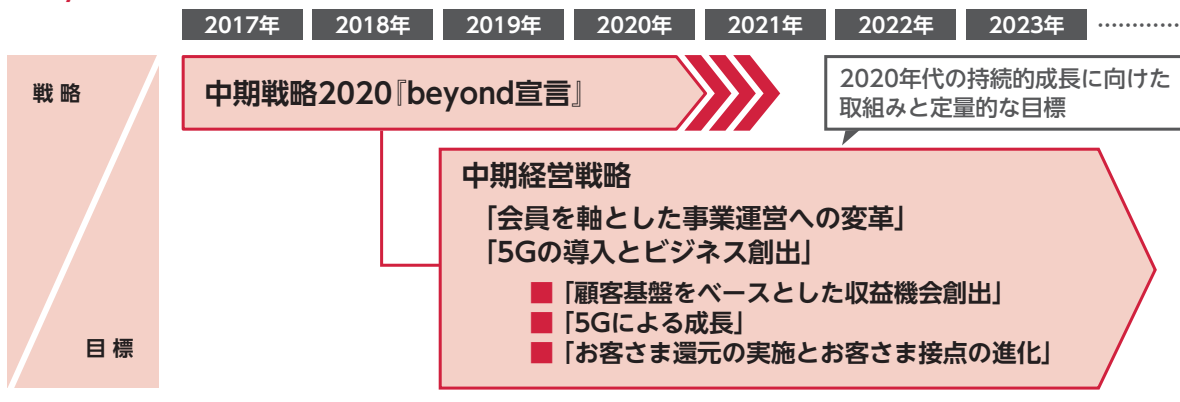 2017年 2018年 2019年 2020年 2021年 2022年 2023年 …………
戦略
中期戦略2020『beyond宣言』
2020年代の持続的成長に向けた
取組みと定量的な目標
中期経営戦略
「会員を軸とした事業運営への変革」
「5Gの導入とビジネス創出」
■「顧客基盤をベースとした収益機会創出」
■「5Gによる成長」
■「お客さま還元の実施とお客さま接点の進化」
目標